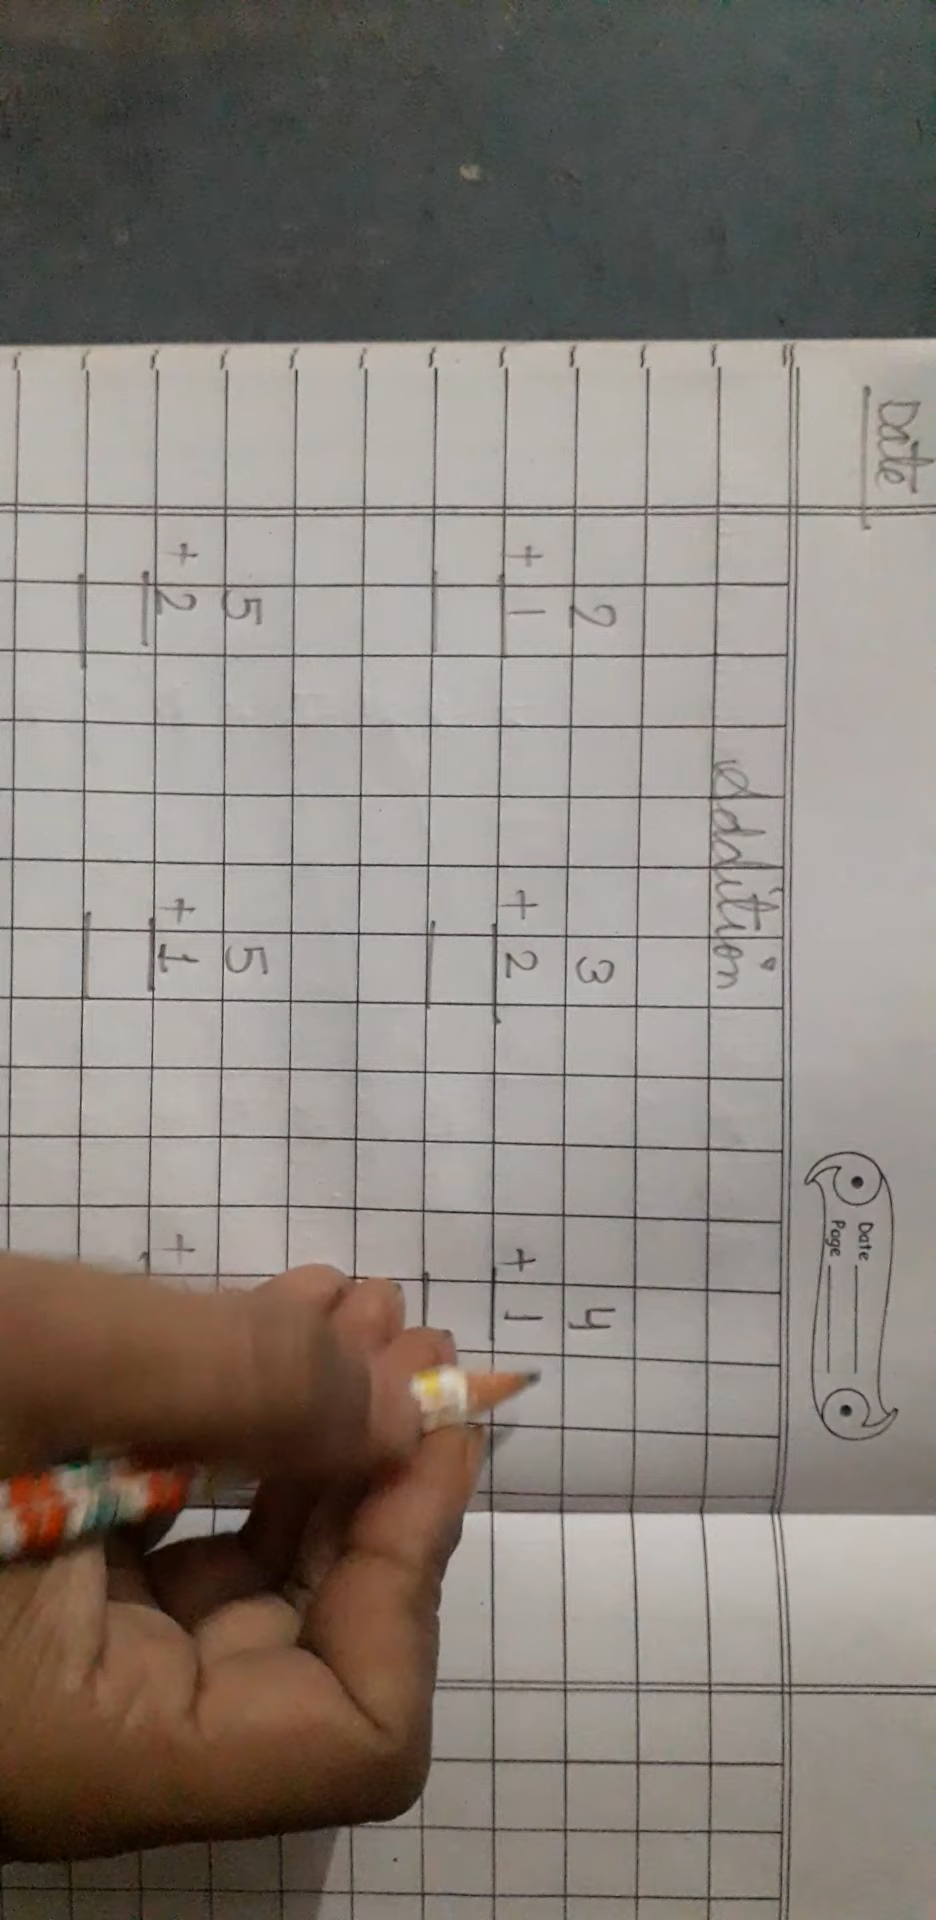 Date
Date
Page
Addition
2 3 4
+ 1 + 2 + 1
5 5
+ 2 + 1 +